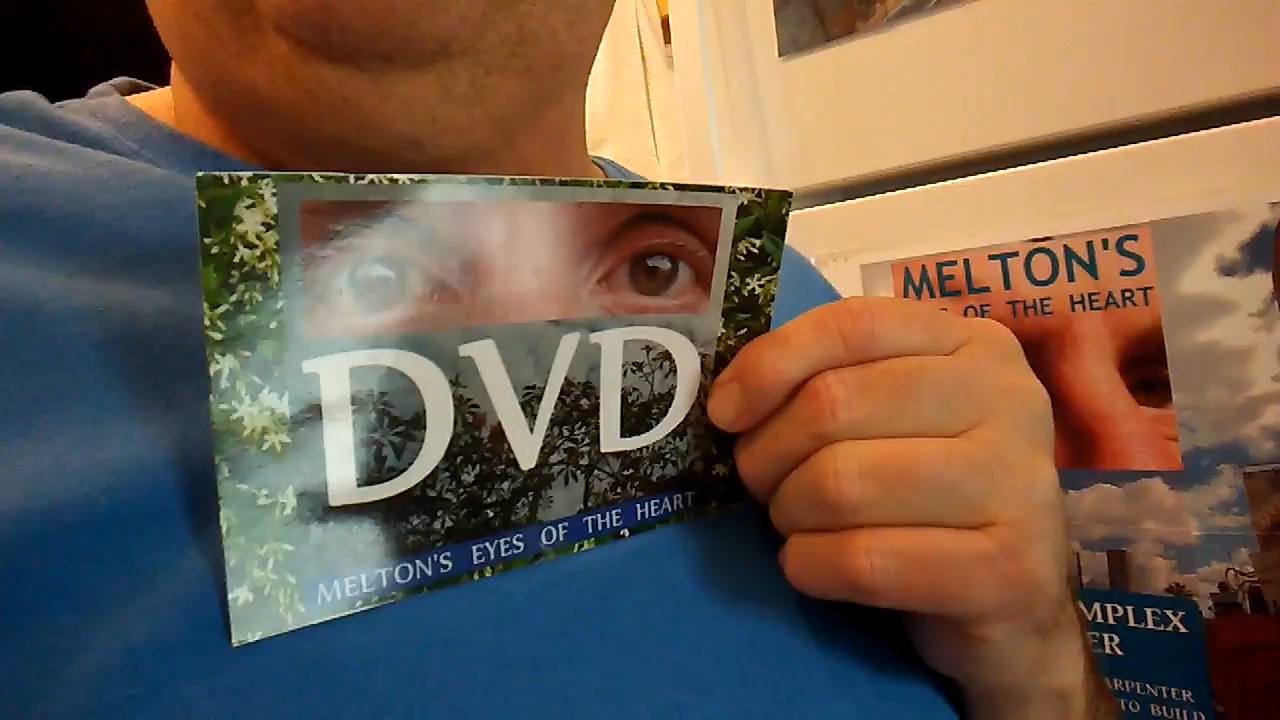 DVD
MELTON'S EYES OF THE HEART
MELTON'S
OF THE HEART
MPLEX
ER
ARPENTER
TO BUILD